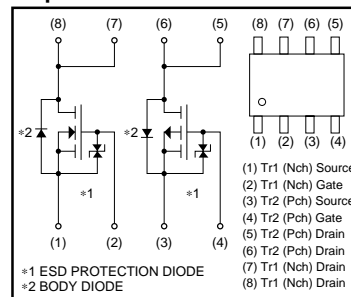 (8) (7) (6) (5)
(8) (7) (6) (5)
*2
*2
*1
*1
(1) (2) (3) (4)
(1) (2) (3) (4)
*1 ESD PROTECTION DIODE
*2 BODY DIODE
(1) Tr1 (Nch) Source
(2) Tr1 (Nch) Gate
(3) Tr2 (Pch) Source
(4) Tr2 (Pch) Gate
(5) Tr2 (Pch) Drain
(6) Tr2 (Pch) Drain
(7) Tr1 (Nch) Drain
(8) Tr1 (Nch) Drain